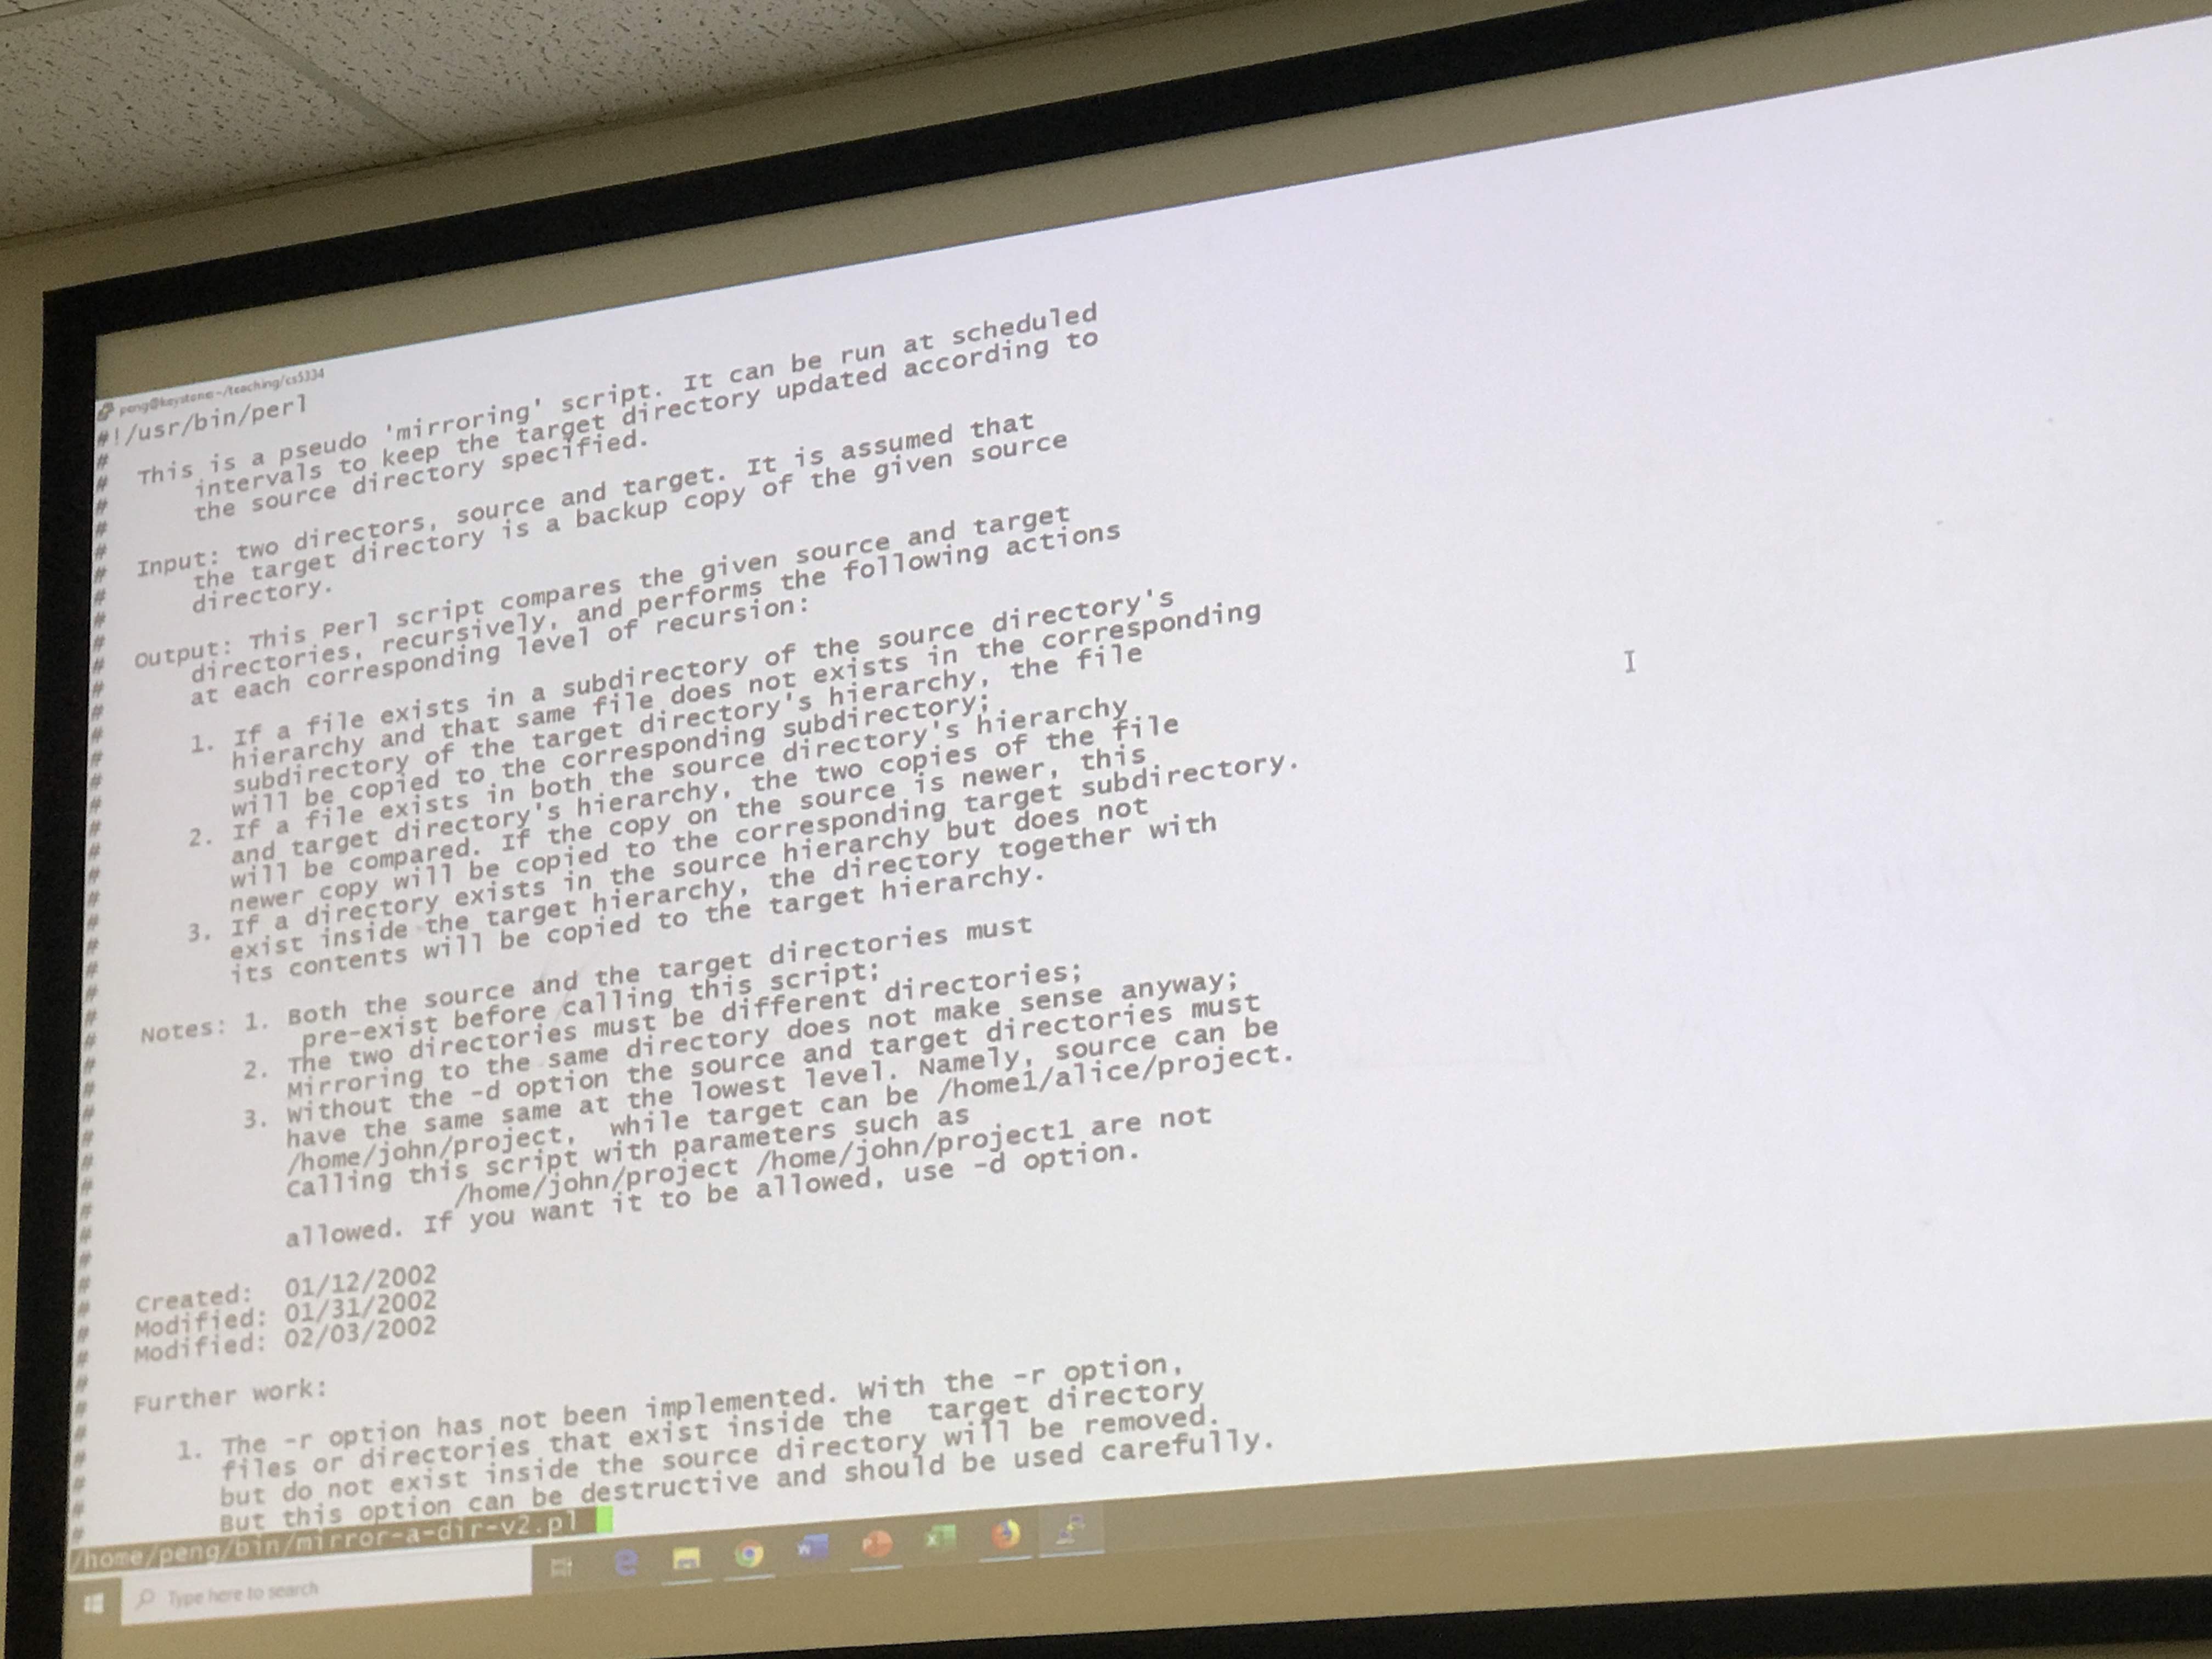 peng@keystone:~/teaching/cs5334
#!/usr/bin/perl
#
# This is a pseudo 'mirroring' script. It can be run at scheduled
# intervals to keep the target directory updated according to
# the source directory specified.
#
# Input: two directors, source and target. It is assumed that
# the target directory is a backup copy of the given source
# directory.
#
# Output: This Perl script compares the given source and target
# directories, recursively, and performs the following actions
# at each corresponding level of recursion:
#
# 1. If a file exists in a subdirectory of the source directory's
# hierarchy and that same file does not exists in the corresponding
# subdirectory of the target directory's hierarchy, the file
# will be copied to the corresponding subdirectory;
# 2. If a file exists in both the source directory's hierarchy
# and target directory's hierarchy, the two copies of the file
# will be compared. If the copy on the source is newer, this
# newer copy will be copied to the corresponding target subdirectory.
# 3. If a directory exists in the source hierarchy but does not
# exist inside the target hierarchy, the directory together with
# its contents will be copied to the target hierarchy.
#
# Notes: 1. Both the source and the target directories must
# pre-exist before calling this script;
# 2. The two directories must be different directories;
# Mirroring to the same directory does not make sense anyway;
# 3. Without the -d option the source and target directories must
# have the same same at the lowest level. Namely, source can be
# /home/john/project, while target can be /home1/alice/project.
# Calling this script with parameters such as
# /home/john/project /home/john/project1 are not
# allowed. If you want it to be allowed, use -d option.
#
# Created: 01/12/2002
# Modified: 01/31/2002
# Modified: 02/03/2002
#
# Further work:
#
# 1. The -r option has not been implemented. With the -r option,
# files or directories that exist inside the target directory
# but do not exist inside the source directory will be removed.
# But this option can be destructive and should be used carefully.
/home/peng/bin/mirror-a-dir-v2.pl
Type here to search